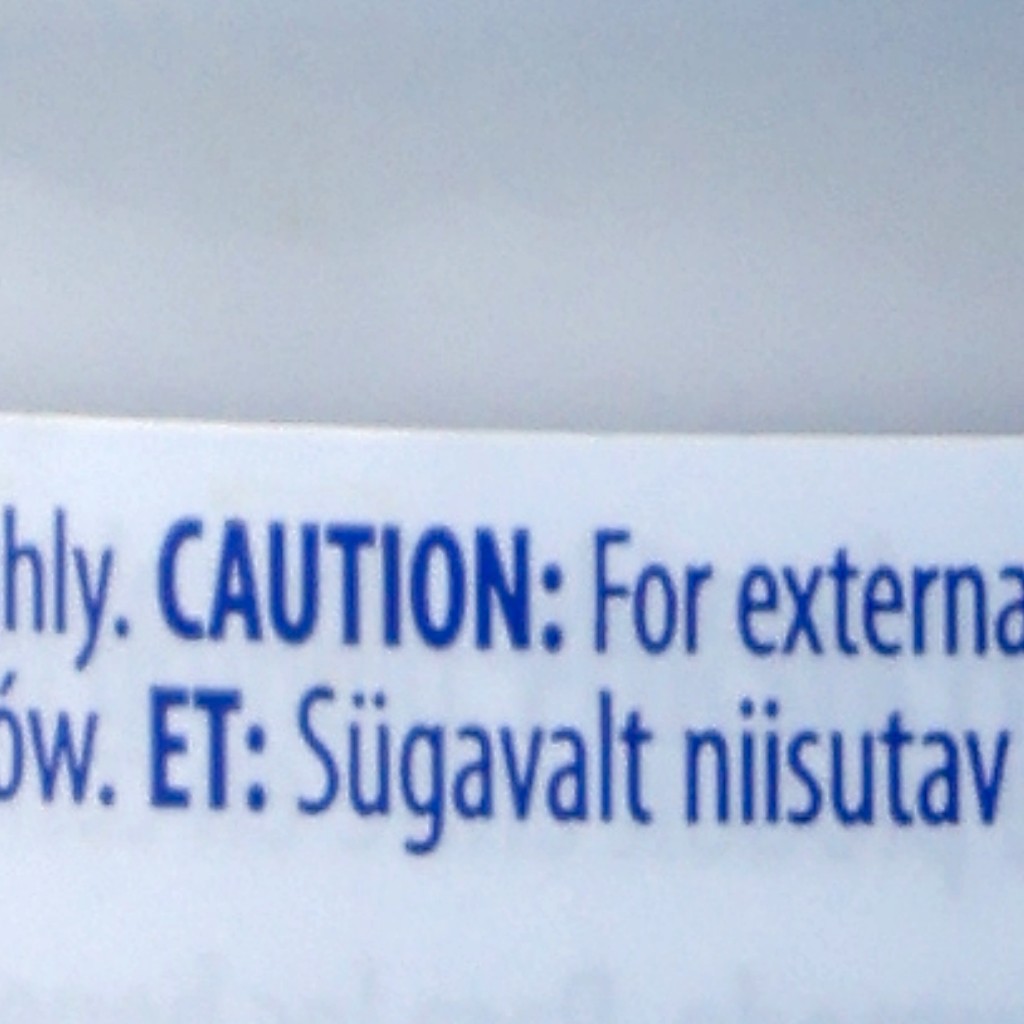 hly. CAUTION: For externa
ów. ET: Sügavalt niisutav